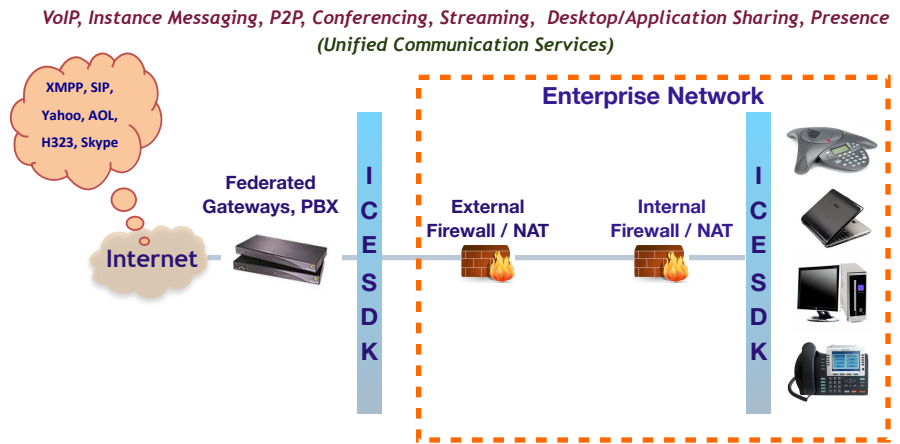 VoIP, Instance Messaging, P2P, Conferencing, Streaming, Desktop/Application Sharing, Presence
(Unified Communication Services)
XMPP, SIP,
Yahoo, AOL,
H323, Skype
Enterprise Network
Federated
Gateways, PBX
External
Firewall / NAT
Internal
Firewall / NAT
Internet
I
C
E
S
D
K
I
C
E
S
D
K